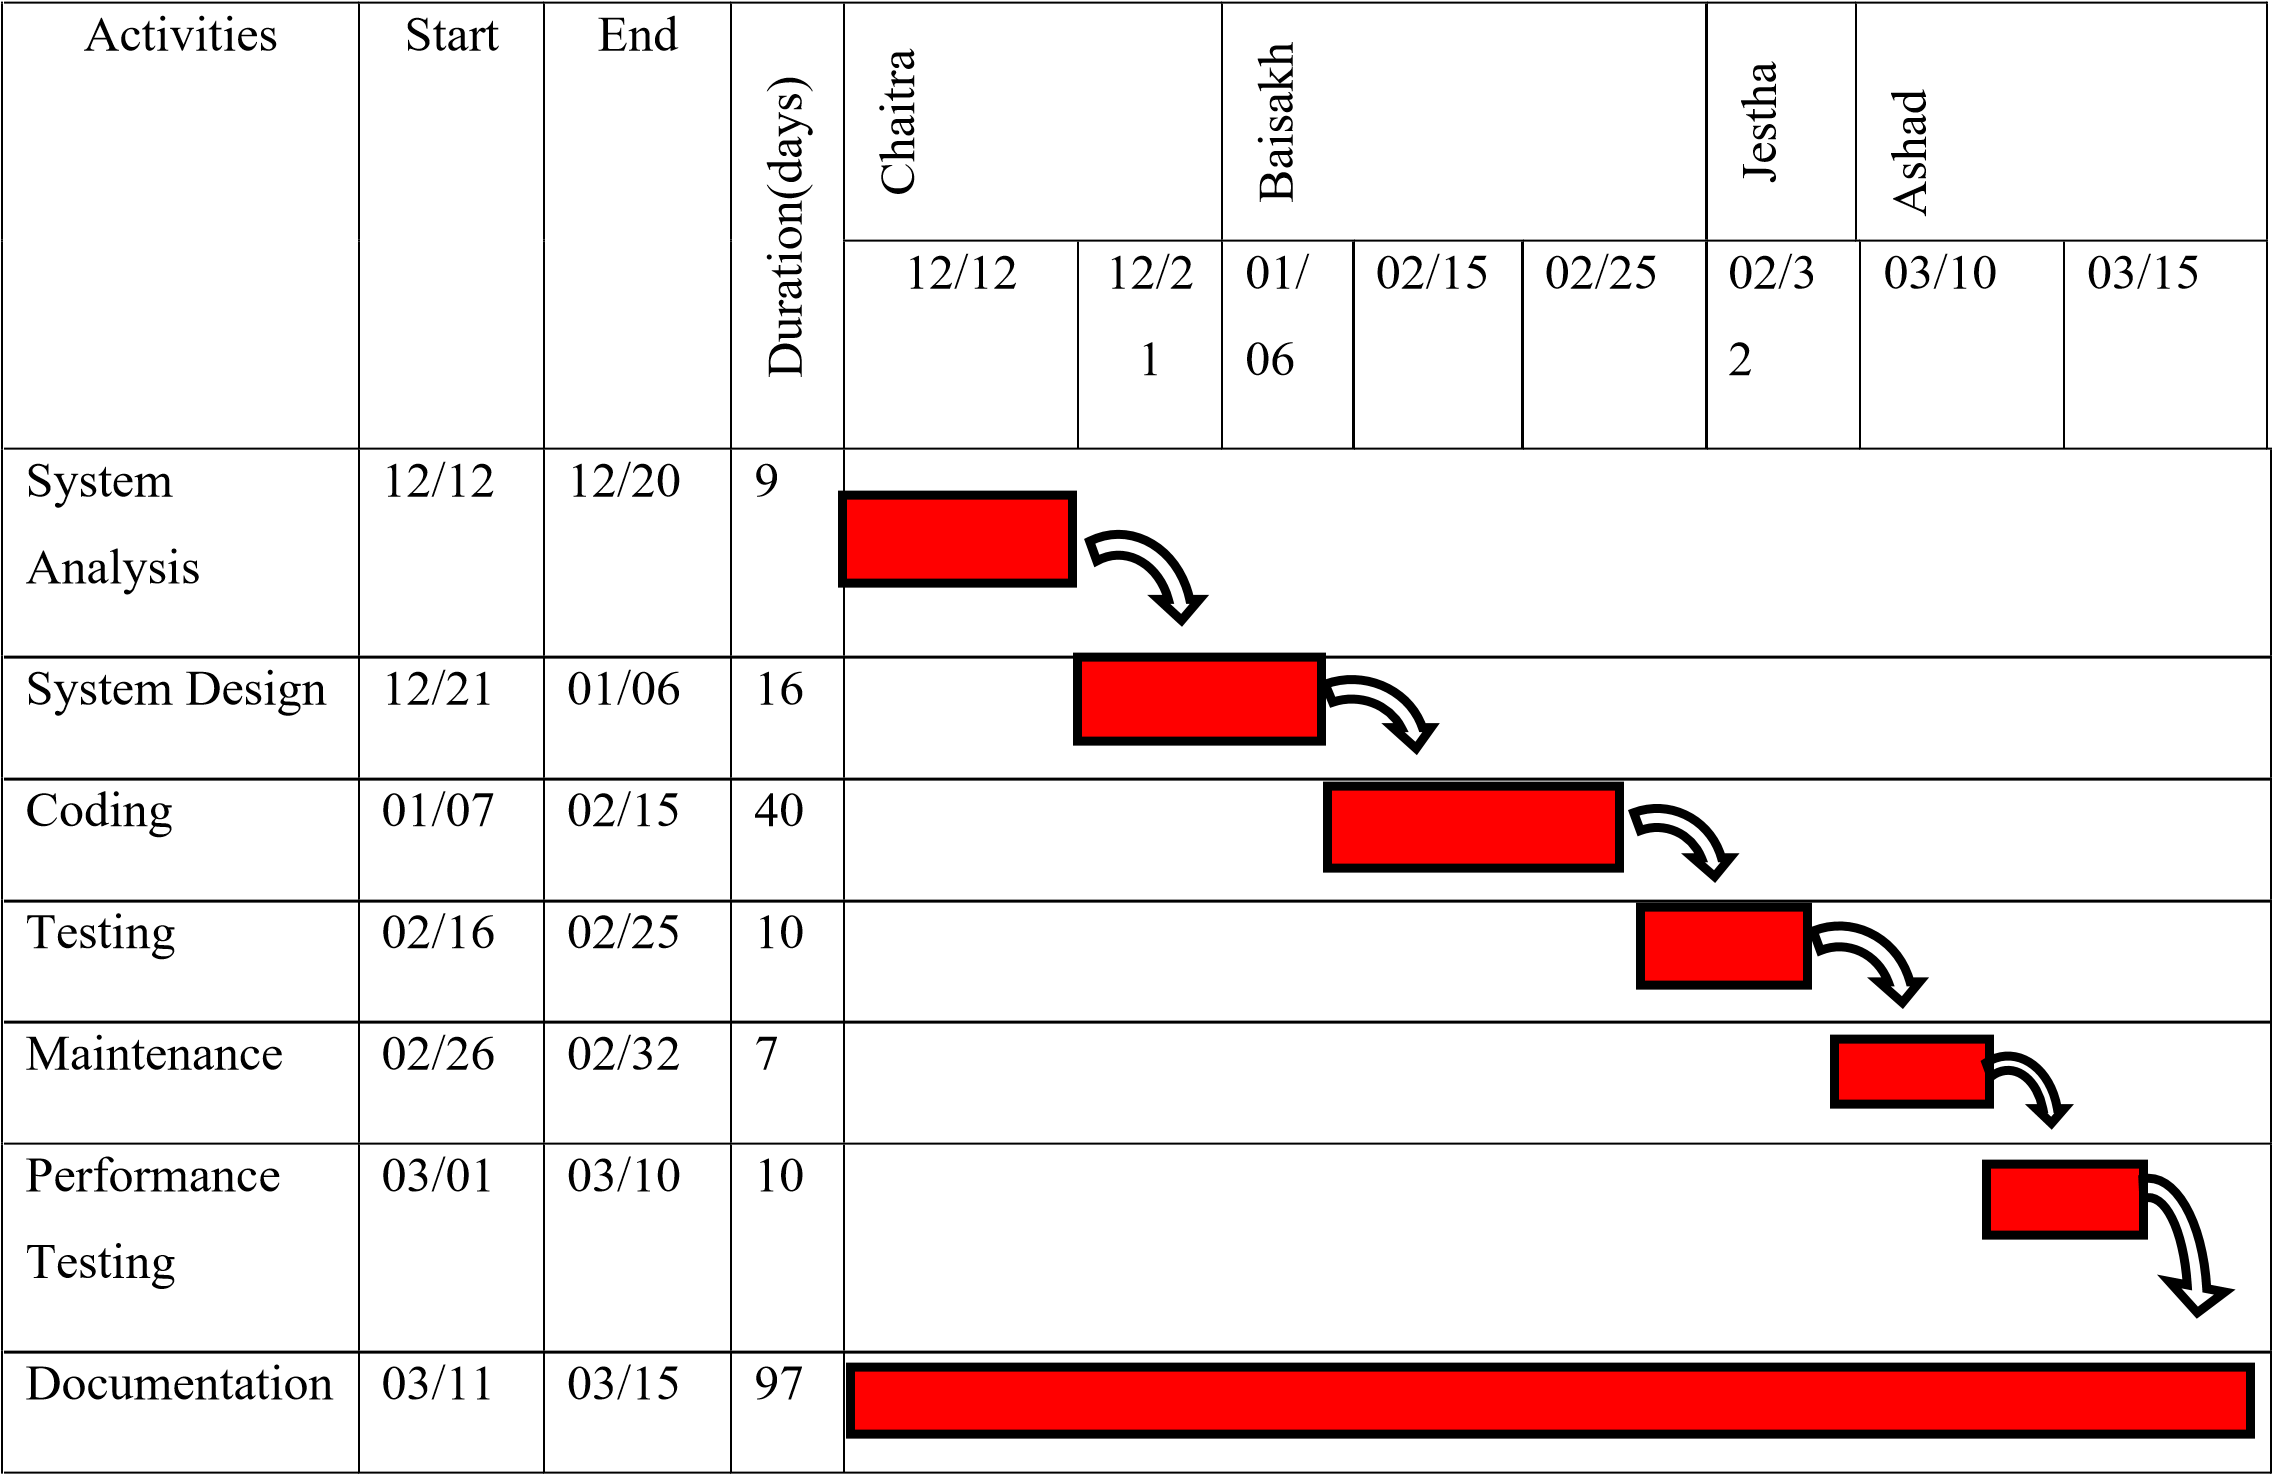 Activities Start End Duration(days) Chaitra Baisakh Jestha Ashad
12/12 12/2 01/ 02/15 02/25 02/3 03/10 03/15
1 06 2
System 12/12 12/20 9
Analysis
System Design 12/21 01/06 16
Coding 01/07 02/15 40
Testing 02/16 02/25 10
Maintenance 02/26 02/32 7
Performance 03/01 03/10 10
Testing
Documentation 03/11 03/15 97